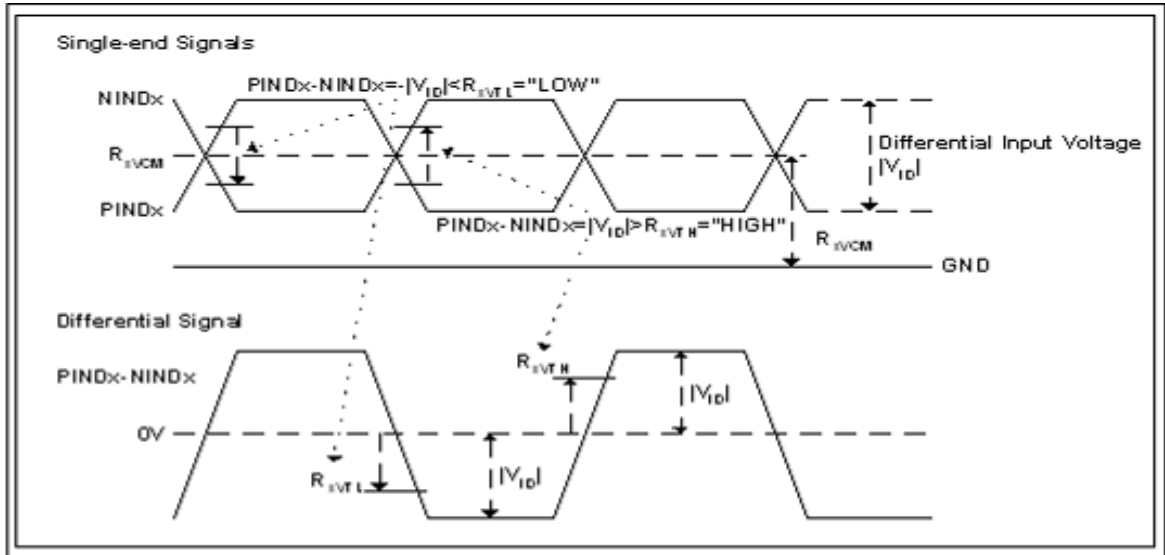 Single-end Signals
PINDx-NINDx=-|VID|<RxVTL="LOW"
NINDx
RxVCM
Differential Input Voltage
|VID|
PINDx
PINDx-NINDx=|VID|>RxVTH="HIGH"
RxVCM
GND
Differential Signal
RxVTH
PINDx-NINDx
|VID|
0V
RxVTL
|VID|